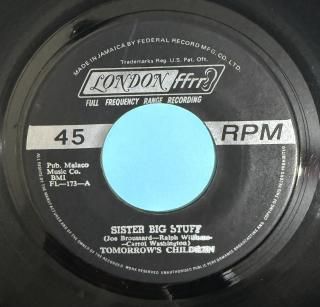 MADE IN JAMAICA BY FEDERAL RECORD MFG. CO. LTD.
Trademarks Reg. U.S. Pat. Ofc.
LONDON ffrr
FULL FREQUENCY RANGE RECORDING
45 RPM
Pub. Malaco
Music Co.
BMI
FL—173—A
SISTER BIG STUFF
(Joe Broussard—Ralph Williams—
Carrol Washington)
TOMORROW'S CHILDREN